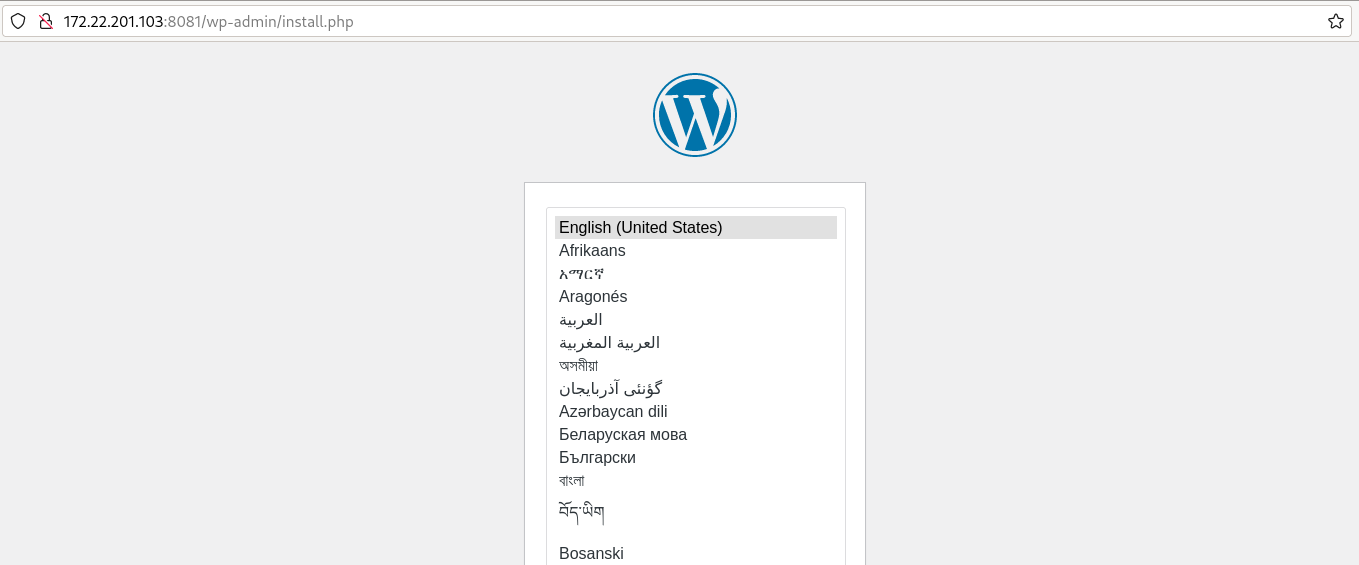 172.22.201.103:8081/wp-admin/install.php
English (United States)
Afrikaans
አማርኛ
Aragonés
العربية
العربية المغربية
অসমীয়া
گؤنئی آذربایجان
Azərbaycan dili
Беларуская мова
Български
বাংলা
བོད་ཡིག
Bosanski